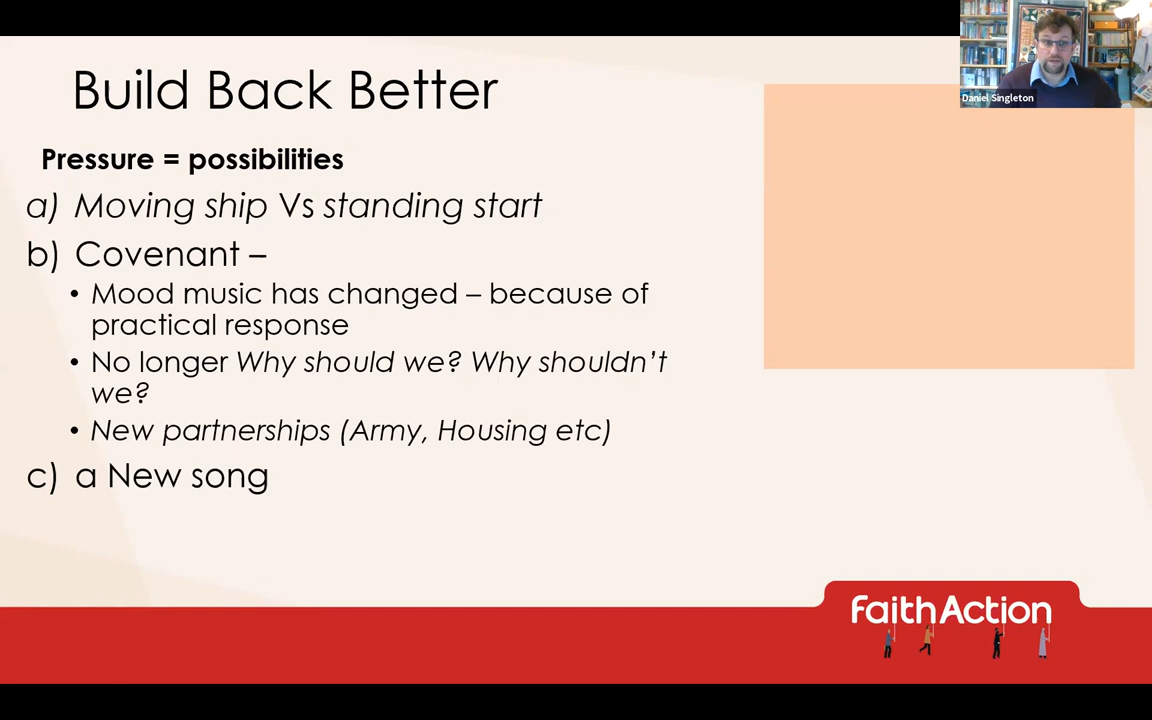 Build Back Better
Daniel Singleton
Pressure = possibilities
a) Moving ship Vs standing start
b) Covenant –
• Mood music has changed – because of
practical response
• No longer Why should we? Why shouldn't
we?
• New partnerships (Army, Housing etc)
c) a New song
FaithAction